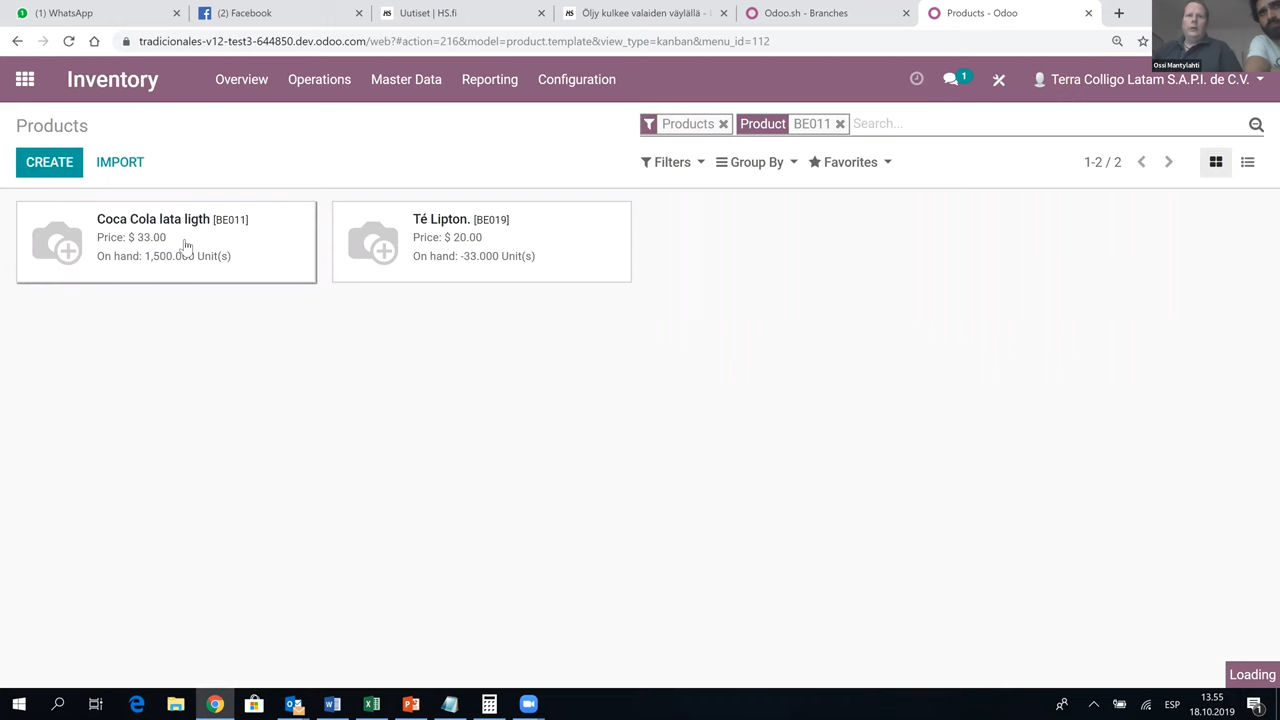 (1) WhatsApp
(2) Facebook
Uutiset | HS.fi
HS Öljy kulkee valaiden väylällä -
Odoo.sh - Branches
Products - Odoo
tradicionales-v12-test3-644850.dev.odoo.com/web?#action=216&model=product.template&view_type=kanban&menu_id=112
Ossi Mantylahti
Inventory
Overview
Operations
Master Data
Reporting
Configuration
1
Terra Colligo Latam S.A.P.I. de C.V.
Products
Products
Product
BE011
Search...
CREATE
IMPORT
Filters
Group By
Favorites
1-2 / 2
Coca Cola lata ligth [BE011]
Price: $ 33.00
On hand: 1,500.000 Unit(s)
Té Lipton. [BE019]
Price: $ 20.00
On hand: -33.000 Unit(s)
Loading
ESP
13.55
18.10.2019